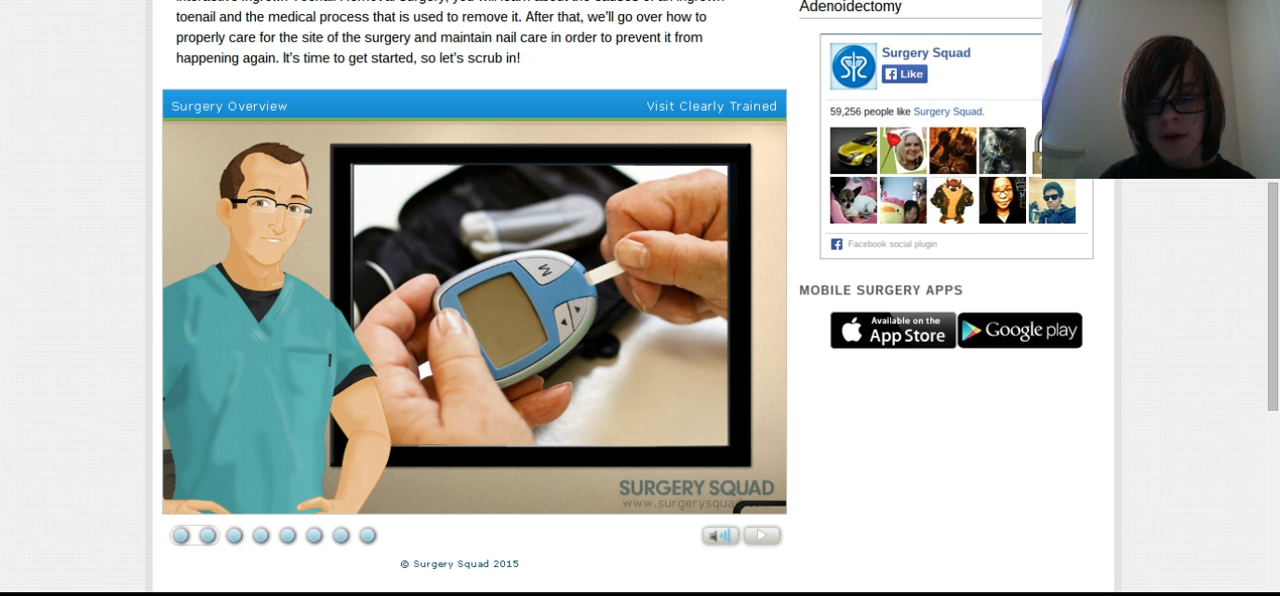 toenail and the medical process that is used to remove it. After that, we'll go over how to
properly care for the site of the surgery and maintain nail care in order to prevent it from
happening again. It's time to get started, so let's scrub in!
Surgery Overview
Visit Clearly Trained
M
SURGERY SQUAD
www.surgerysquad
© Surgery Squad 2015
Adenoidectomy
Surgery Squad
Like
59,256 people like Surgery Squad.
Facebook social plugin
MOBILE SURGERY APPS
Available on the
App Store
Google play